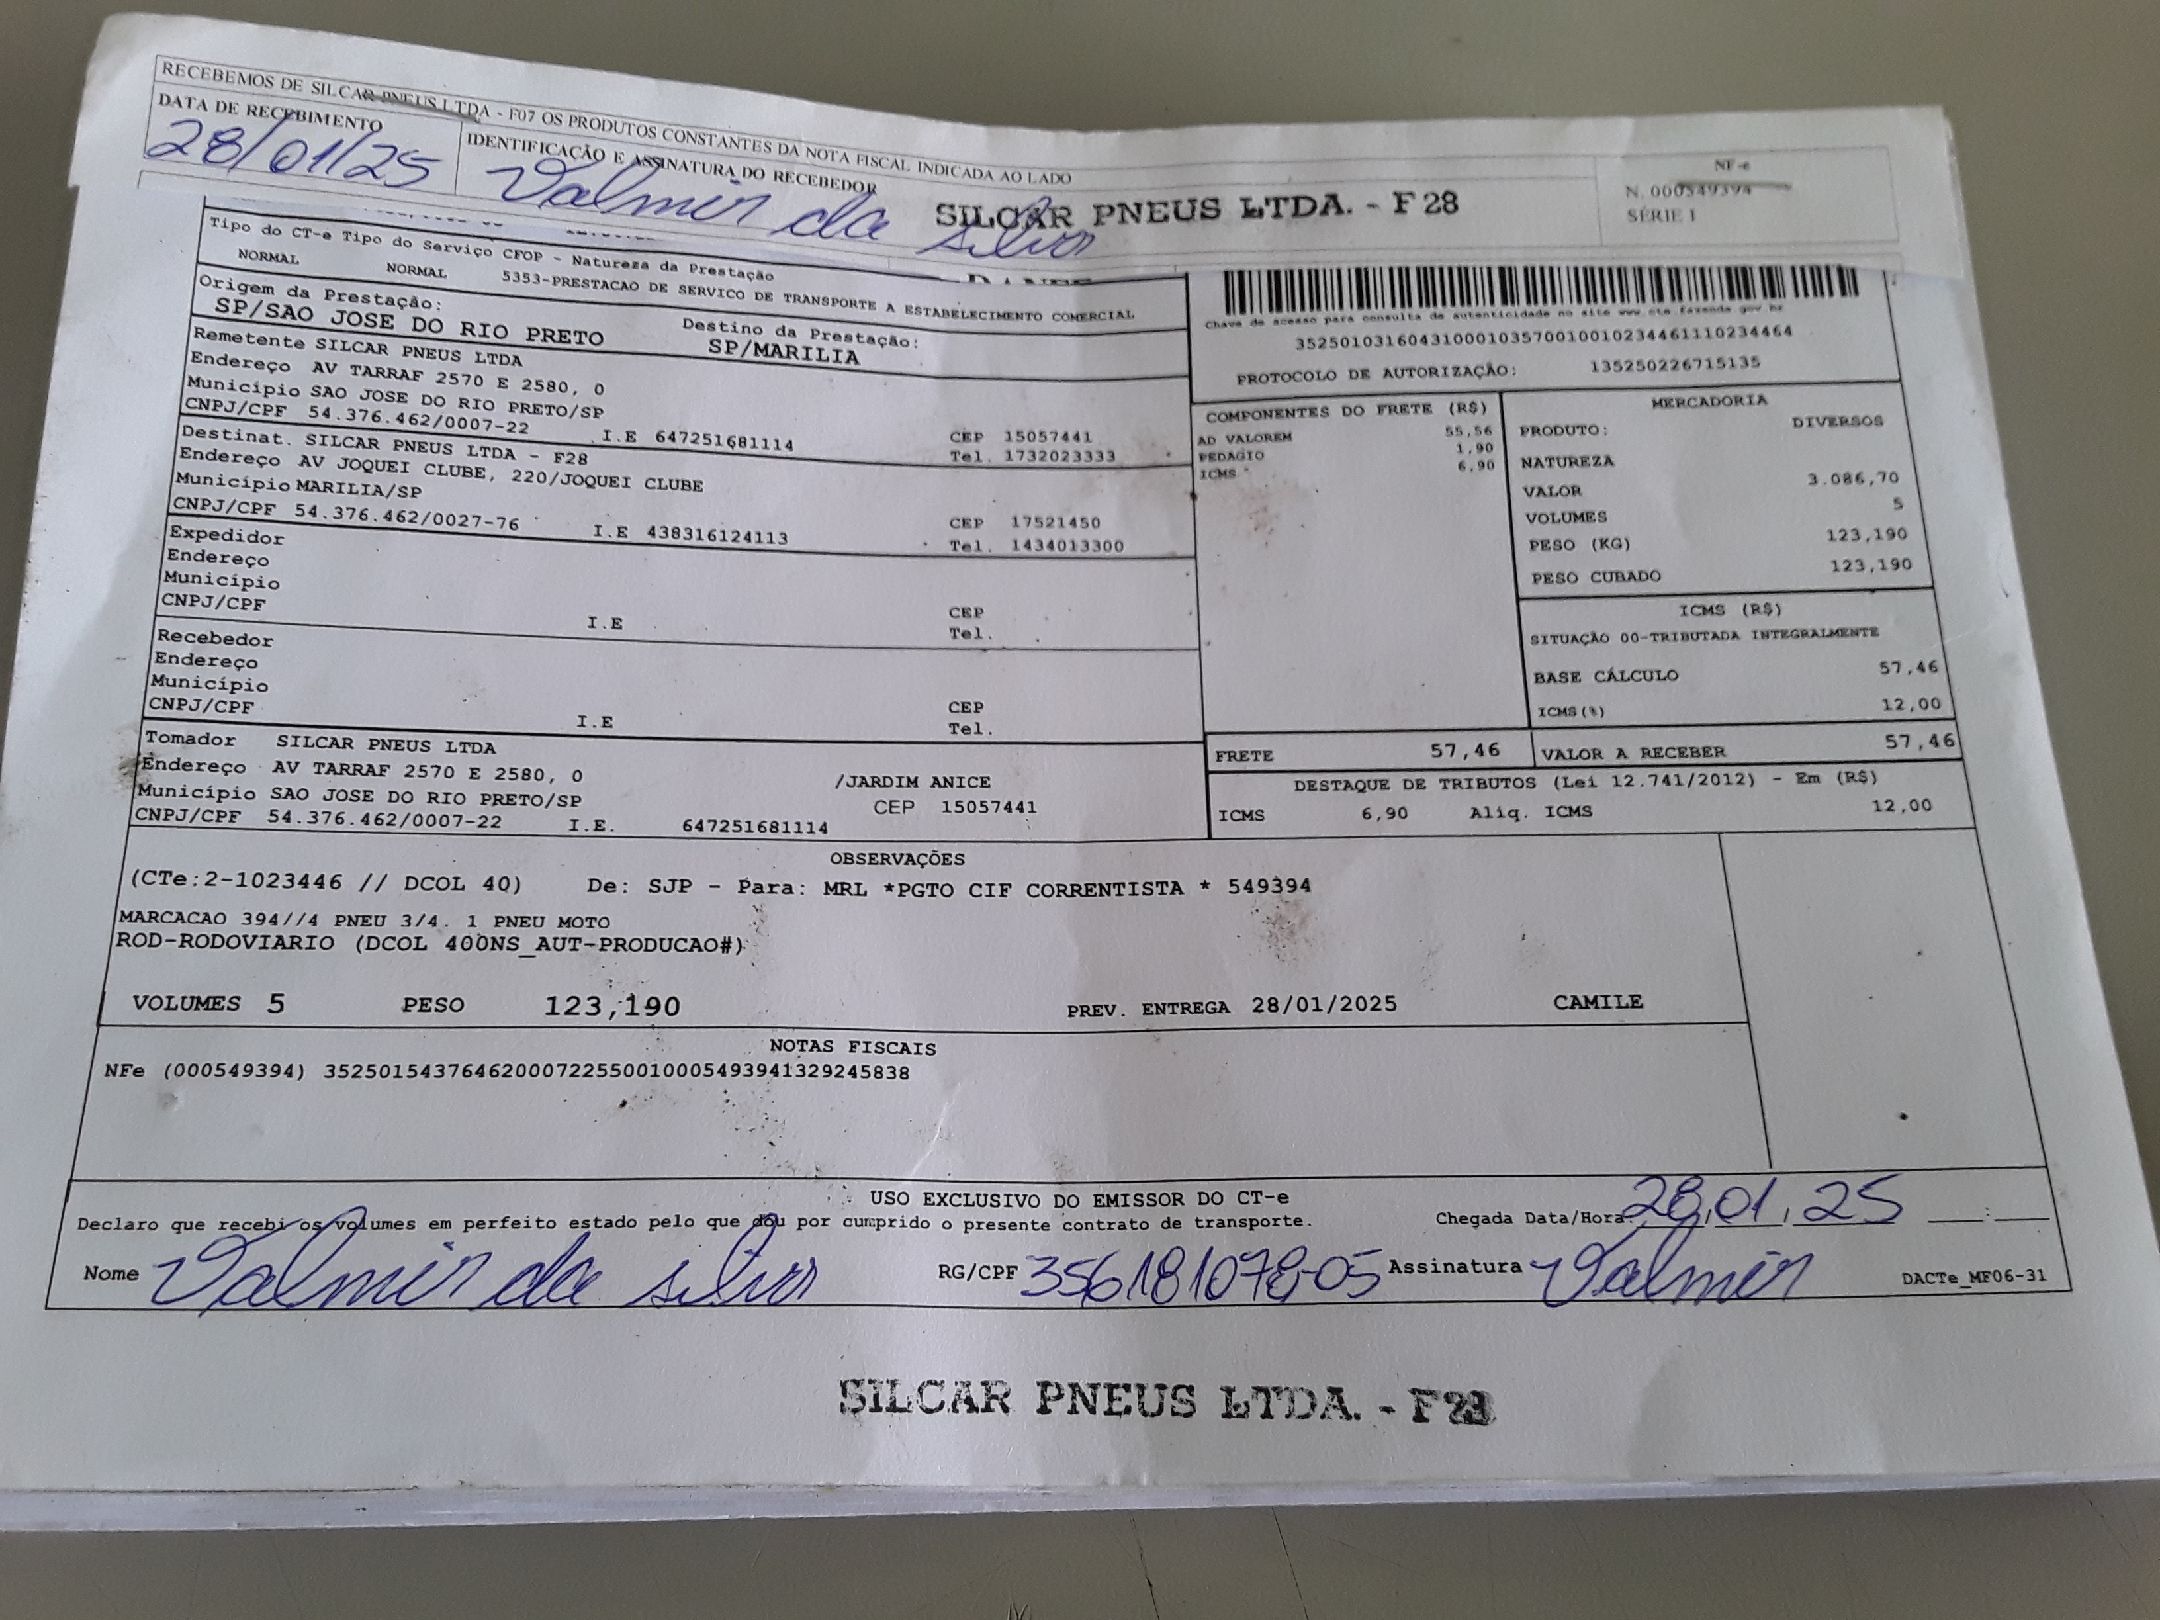 RECEBEMOS DE SILCAR PNEUS LTDA - F07 OS PRODUTOS CONSTANTES DA NOTA FISCAL INDICADA AO LADO
DATA DE RECEBIMENTO
28/01/25
IDENTIFICAÇÃO E ASSINATURA DO RECEBEDOR
Valmir da silva
SILCAR PNEUS LTDA. - F 28
NF-e
N. 000549394
SÉRIE 1
Tipo do CT-e Tipo do Serviço CFOP - Natureza da Prestação
NORMAL NORMAL 5353-PRESTACAO DE SERVICO DE TRANSPORTE A ESTABELECIMENTO COMERCIAL
Origem da Prestação: Destino da Prestação:
SP/SAO JOSE DO RIO PRETO SP/MARILIA
Chave de acesso para consulta de autenticidade no site www.cte.fazenda gov br
35250103160431000103570010010234461110234464
PROTOCOLO DE AUTORIZAÇÃO: 135250226715135
Remetente SILCAR PNEUS LTDA
Endereço AV TARRAF 2570 E 2580, 0
Município SAO JOSE DO RIO PRETO/SP CEP 15057441
CNPJ/CPF 54.376.462/0007-22 I.E 647251681114 Tel. 1732023333
Destinat. SILCAR PNEUS LTDA - F28
Endereço AV JOQUEI CLUBE, 220/JOQUEI CLUBE
Município MARILIA/SP CEP 17521450
CNPJ/CPF 54.376.462/0027-76 I.E 438316124113 Tel. 1434013300
Expedidor
Endereço
Município CEP
CNPJ/CPF I.E Tel.
Recebedor
Endereço
Município CEP
CNPJ/CPF I.E Tel.
Tomador SILCAR PNEUS LTDA
Endereço AV TARRAF 2570 E 2580, 0 /JARDIM ANICE
Município SAO JOSE DO RIO PRETO/SP CEP 15057441
CNPJ/CPF 54.376.462/0007-22 I.E. 647251681114
COMPONENTES DO FRETE (R$)
AD VALOREM 55,56
PEDAGIO 1,90
ICMS 6,90
MERCADORIA
PRODUTO: DIVERSOS
NATUREZA
VALOR 3.086,70
VOLUMES 5
PESO (KG) 123,190
PESO CUBADO 123,190
ICMS (R$)
SITUAÇÃO 00-TRIBUTADA INTEGRALMENTE
BASE CÁLCULO 57,46
ICMS(%) 12,00
FRETE 57,46 VALOR A RECEBER 57,46
DESTAQUE DE TRIBUTOS (Lei 12.741/2012) - Em (R$)
ICMS 6,90 Aliq. ICMS 12,00
OBSERVAÇÕES
(CTe:2-1023446 // DCOL 40) De: SJP - Para: MRL *PGTO CIF CORRENTISTA * 549394
MARCACAO 394//4 PNEU 3/4. 1 PNEU MOTO
ROD-RODOVIARIO (DCOL 400NS_AUT-PRODUCAO#)
VOLUMES 5 PESO 123,190 PREV. ENTREGA 28/01/2025 CAMILE
NOTAS FISCAIS
NFe (000549394) 35250154376462000722550010005493941329245838
USO EXCLUSIVO DO EMISSOR DO CT-e
Declaro que recebi os volumes em perfeito estado pelo que dou por cumprido o presente contrato de transporte. Chegada Data/Hora: 28,01,25
Nome Valmir da silva RG/CPF 356181078-05 Assinatura Valmir DACTe_MF06-31
SILCAR PNEUS LTDA. - F28